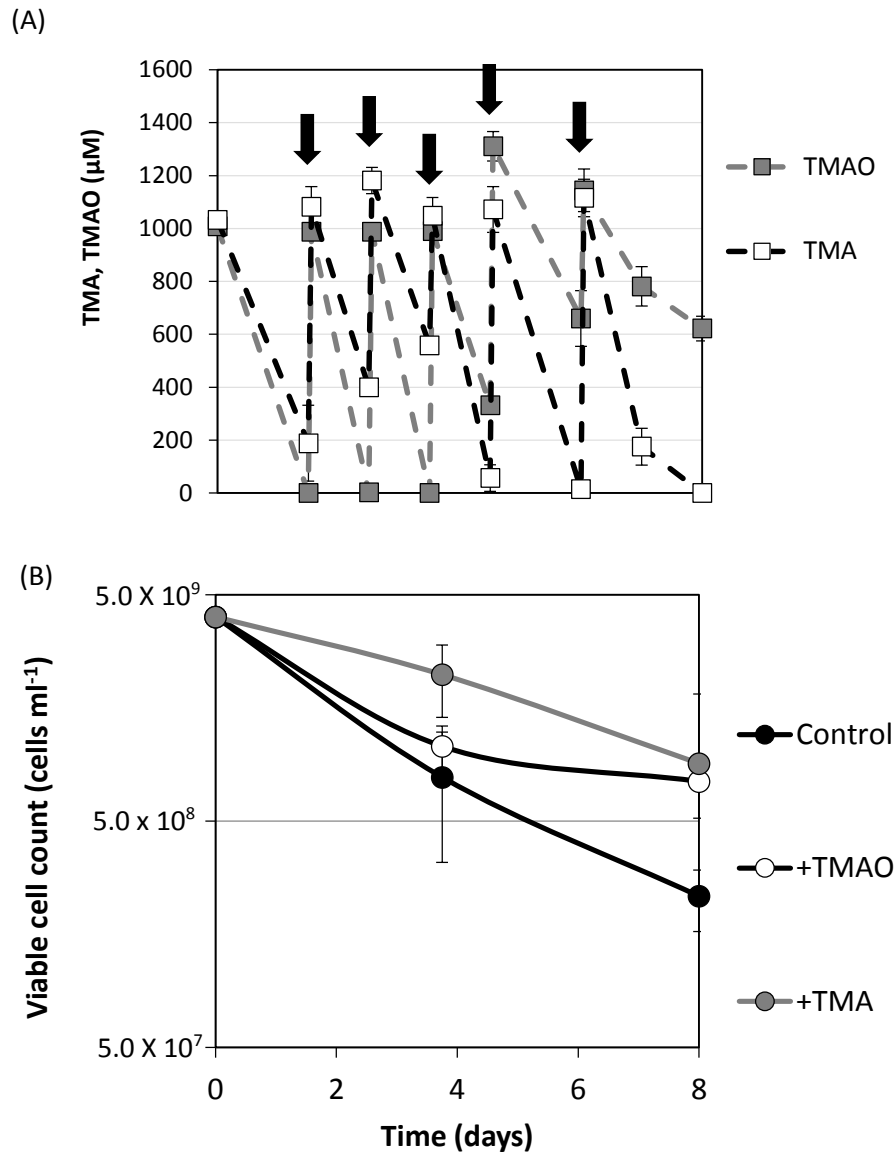 (A)
1600
1400
1200
1000
800
600
400
200
0
TMA, TMAO (µM)
TMAO
TMA
(B)
5.0 X 10⁹
5.0 x 10⁸
5.0 X 10⁷
Viable cell count (cells ml⁻¹)
0 2 4 6 8
Time (days)
Control
+TMAO
+TMA